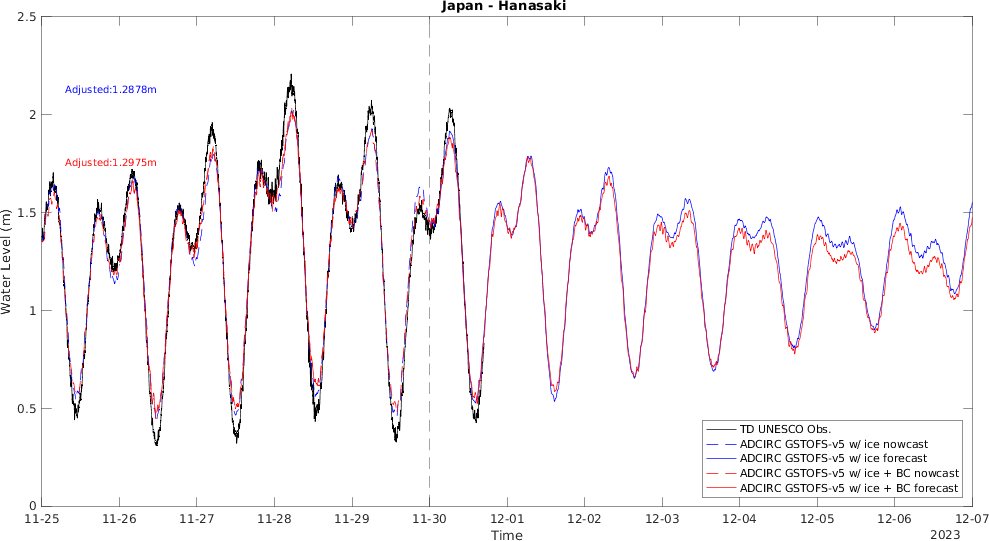 Japan - Hanasaki
2.5
2
1.5
1
0.5
0
Water Level (m)
Adjusted:1.2878m
Adjusted:1.2975m
TD UNESCO Obs.
ADCIRC GSTOFS-v5 w/ ice nowcast
ADCIRC GSTOFS-v5 w/ ice forecast
ADCIRC GSTOFS-v5 w/ ice + BC nowcast
ADCIRC GSTOFS-v5 w/ ice + BC forecast
11-25 11-26 11-27 11-28 11-29 11-30 12-01 12-02 12-03 12-04 12-05 12-06 12-07
Time
2023